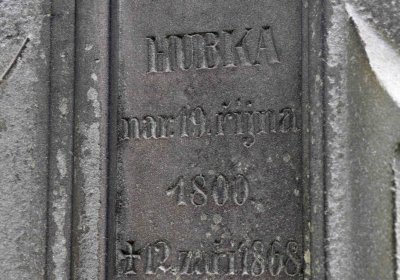 HUBKA
nar. 19. října
1800.
† 12. září 1868